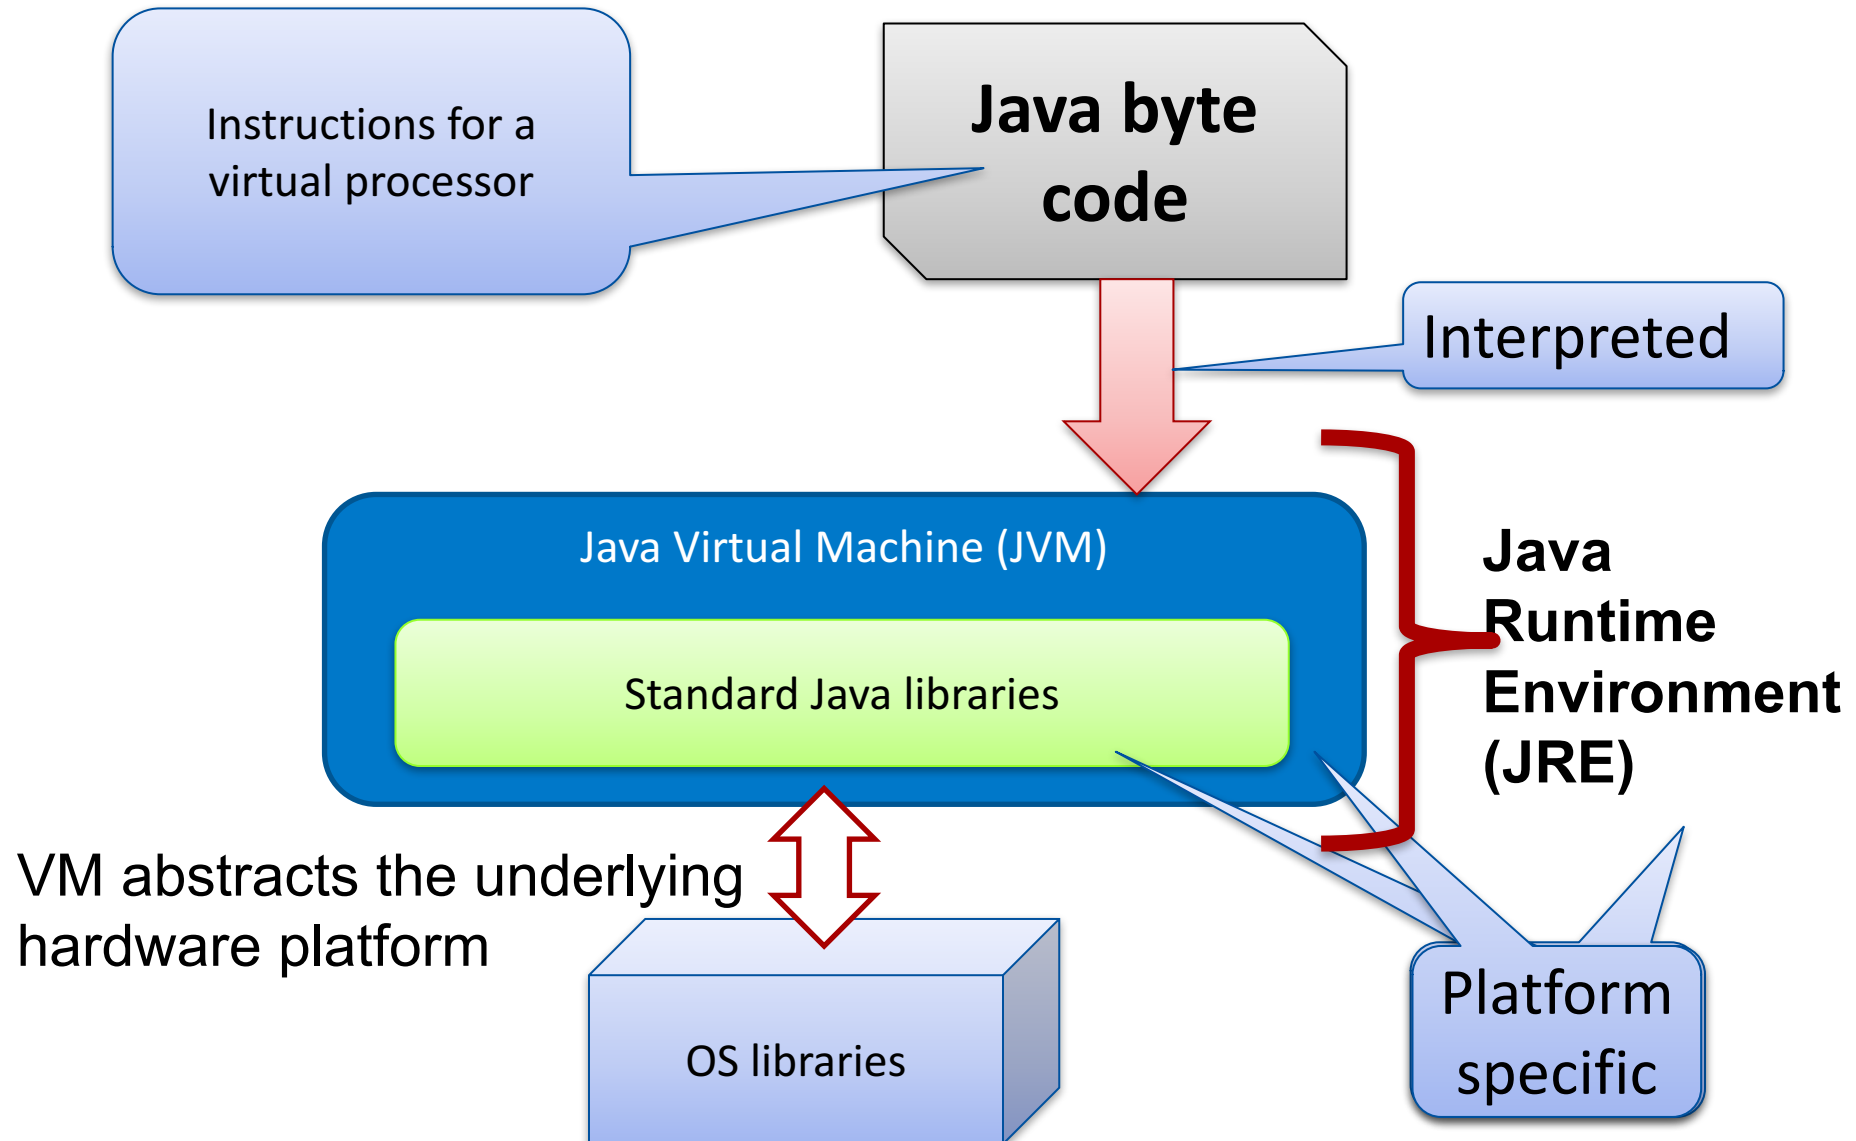 Instructions for a
virtual processor
Java byte
code
Interpreted
Java Virtual Machine (JVM)
Standard Java libraries
Java
Runtime
Environment
(JRE)
VM abstracts the underlying
hardware platform
OS libraries
Platform
specific